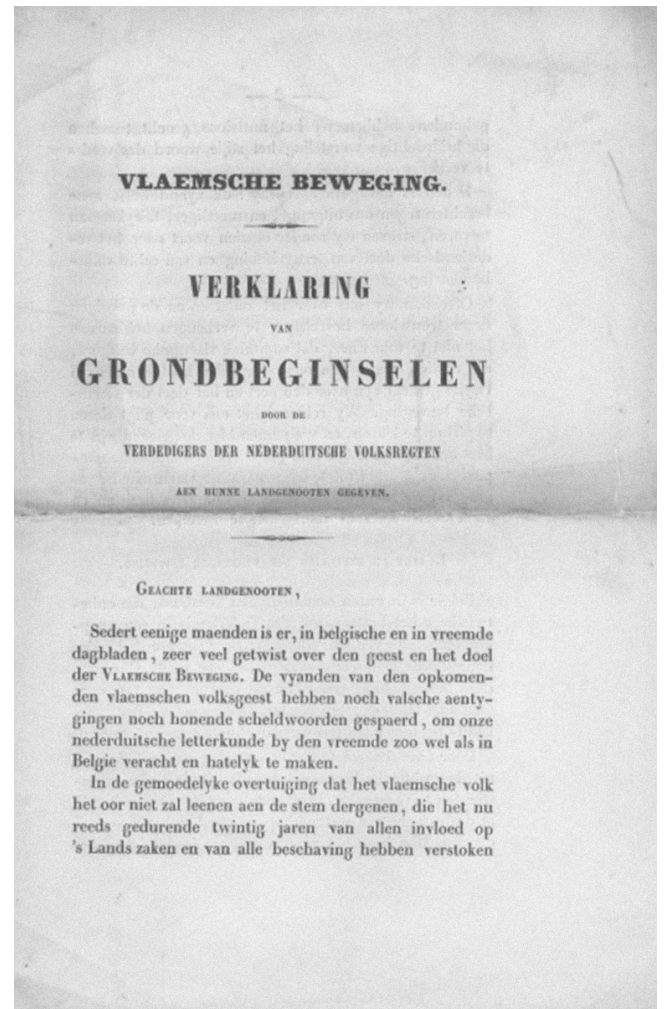 VLAEMSCHE BEWEGING.
VERKLARING
VAN
GRONDBEGINSELEN
DOOR DE
VERDEDIGERS DER NEDERDUITSCHE VOLKSREGTEN
AEN HUNNE LANDGENOOTEN GEGEVEN.
GEACHTE LANDGENOOTEN,
Sedert eenige maenden is er, in belgische en in vreemde
dagbladen, zeer veel getwist over den geest en het doel
der VLAEMSCHE BEWEGING. De vyanden van den opkomen-
den vlaemschen volksgeest hebben noch valsche aenty-
gingen noch honende scheldwoorden gespaerd, om onze
nederduitsche letterkunde by den vreemde zoo wel als in
Belgie veracht en hatelyk te maken.
In de gemoedelyke overtuiging dat het vlaemsche volk
het oor niet zal leenen aen de stem dergenen, die het nu
reeds gedurende twintig jaren van allen invloed op
's Lands zaken en van alle beschaving hebben verstoken